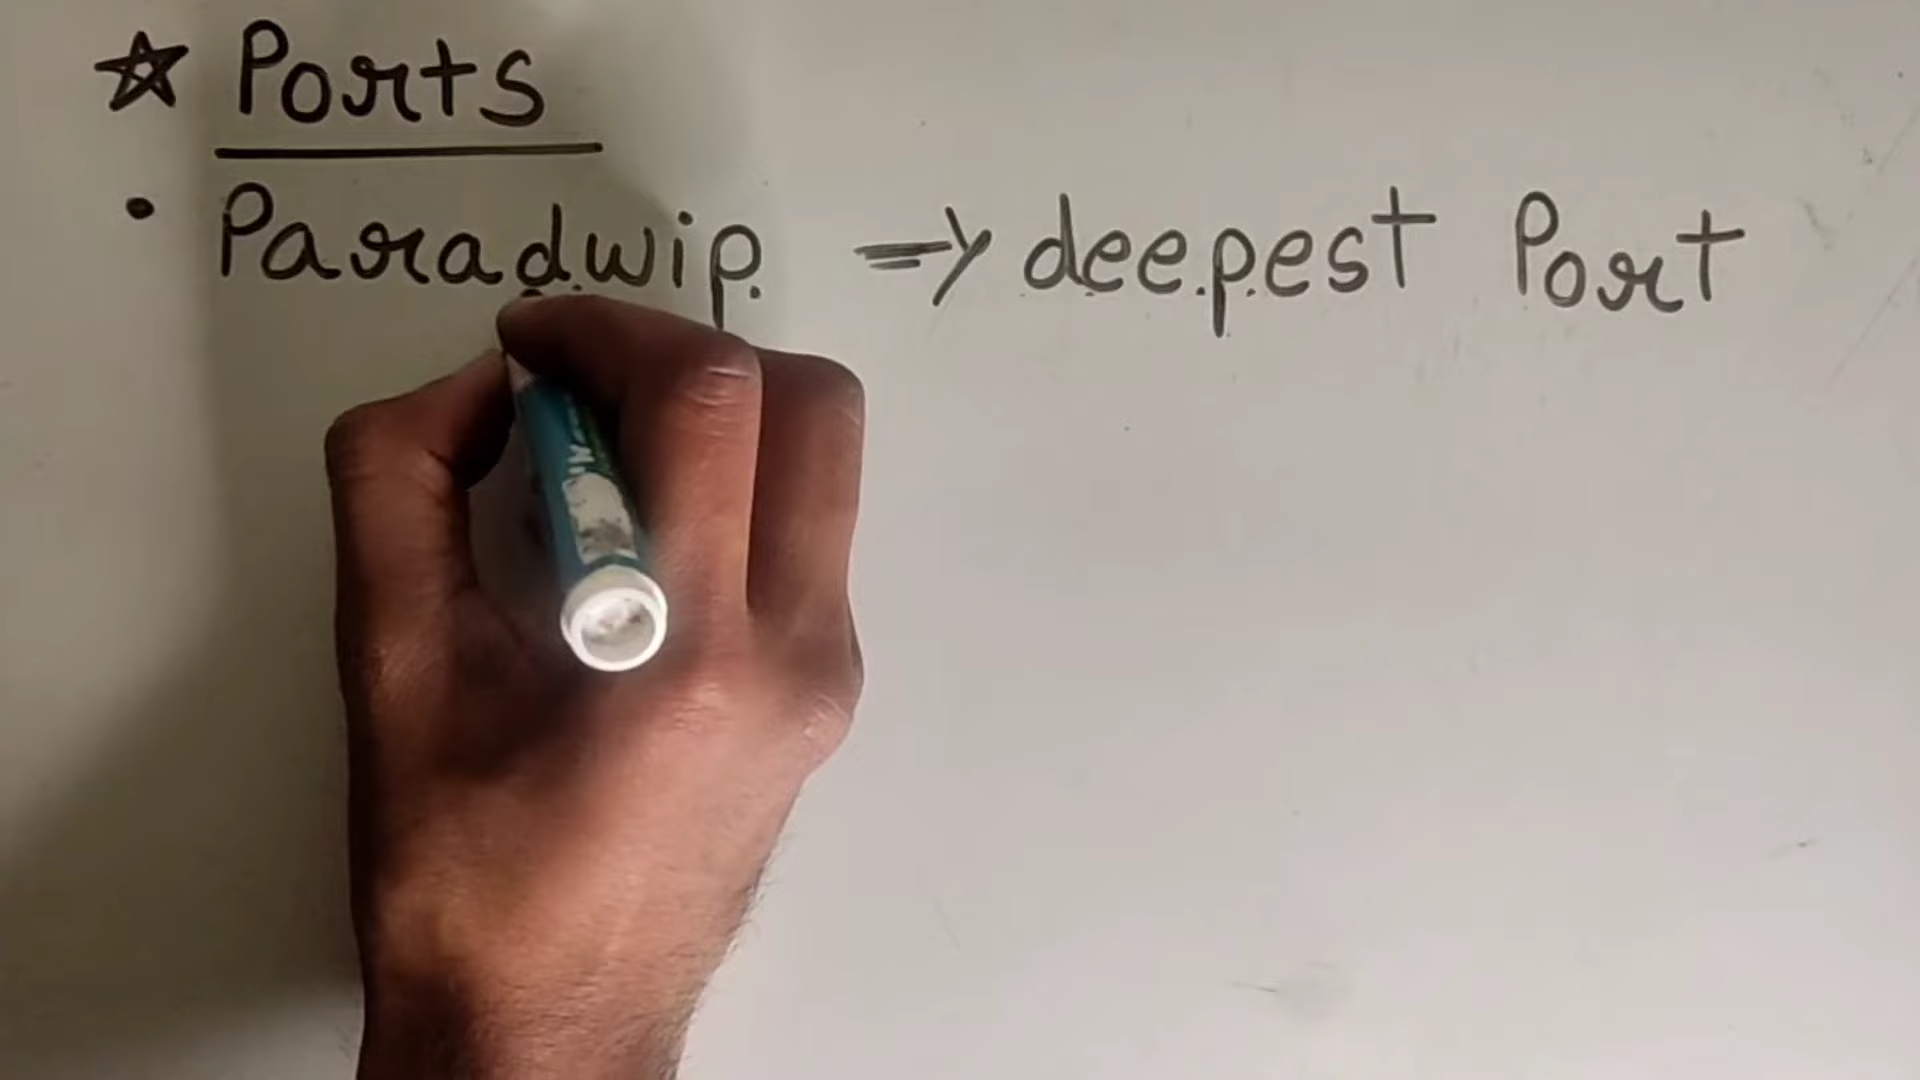 ☆ Ports
• Paradwip. => deepest Port